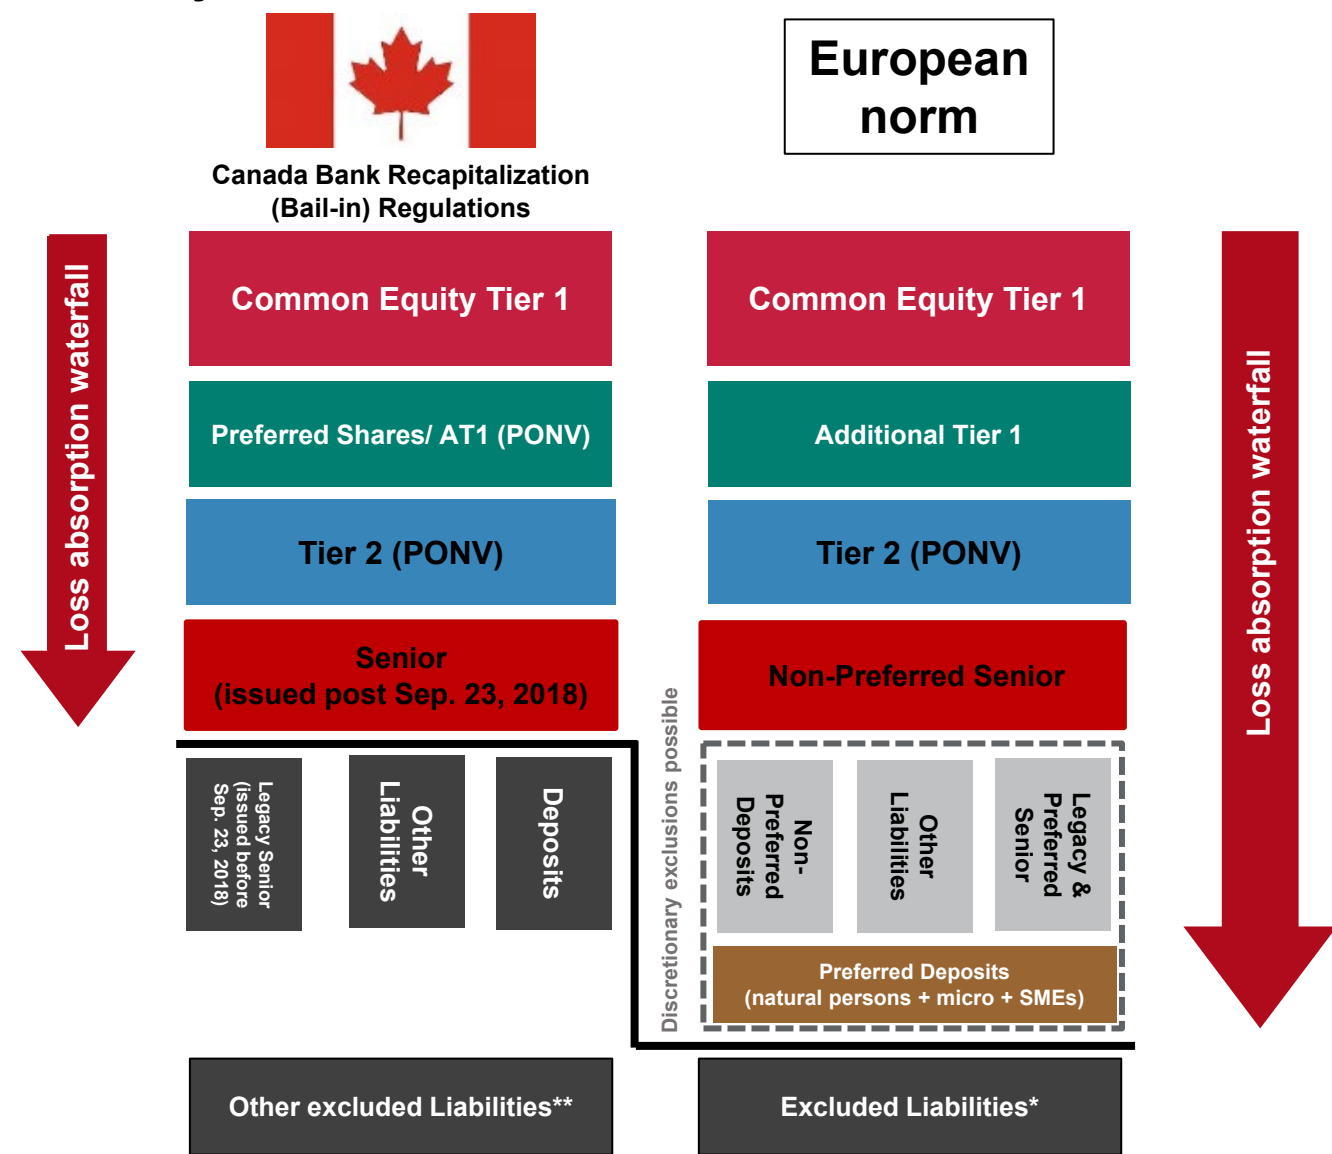 European
norm
Canada Bank Recapitalization
(Bail-in) Regulations
Loss absorption waterfall
Common Equity Tier 1
Preferred Shares/ AT1 (PONV)
Tier 2 (PONV)
Senior
(issued post Sep. 23, 2018)
Legacy Senior
(issued before
Sep. 23, 2018)
Other
Liabilities
Deposits
Other excluded Liabilities**
Common Equity Tier 1
Additional Tier 1
Tier 2 (PONV)
Non-Preferred Senior
Discretionary exclusions possible
Non-
Preferred
Deposits
Other
Liabilities
Legacy &
Preferred
Senior
Preferred Deposits
(natural persons + micro + SMEs)
Excluded Liabilities*
Loss absorption waterfall